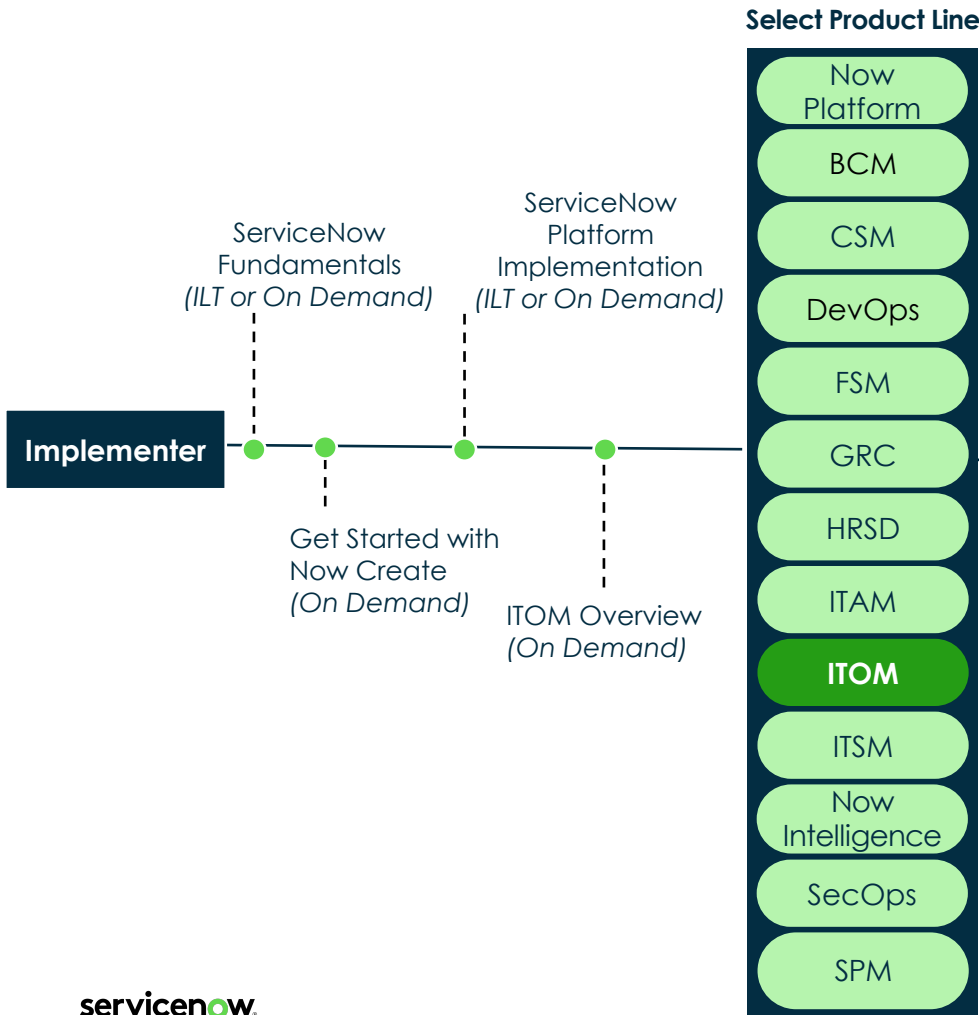 Select Product Line
Now
Platform
BCM
CSM
DevOps
FSM
GRC
HRSD
ITAM
ITOM
ITSM
Now
Intelligence
SecOps
SPM
ServiceNow
Fundamentals
(ILT or On Demand)
ServiceNow
Platform
Implementation
(ILT or On Demand)
Implementer
Get Started with
Now Create
(On Demand)
ITOM Overview
(On Demand)
servicenow